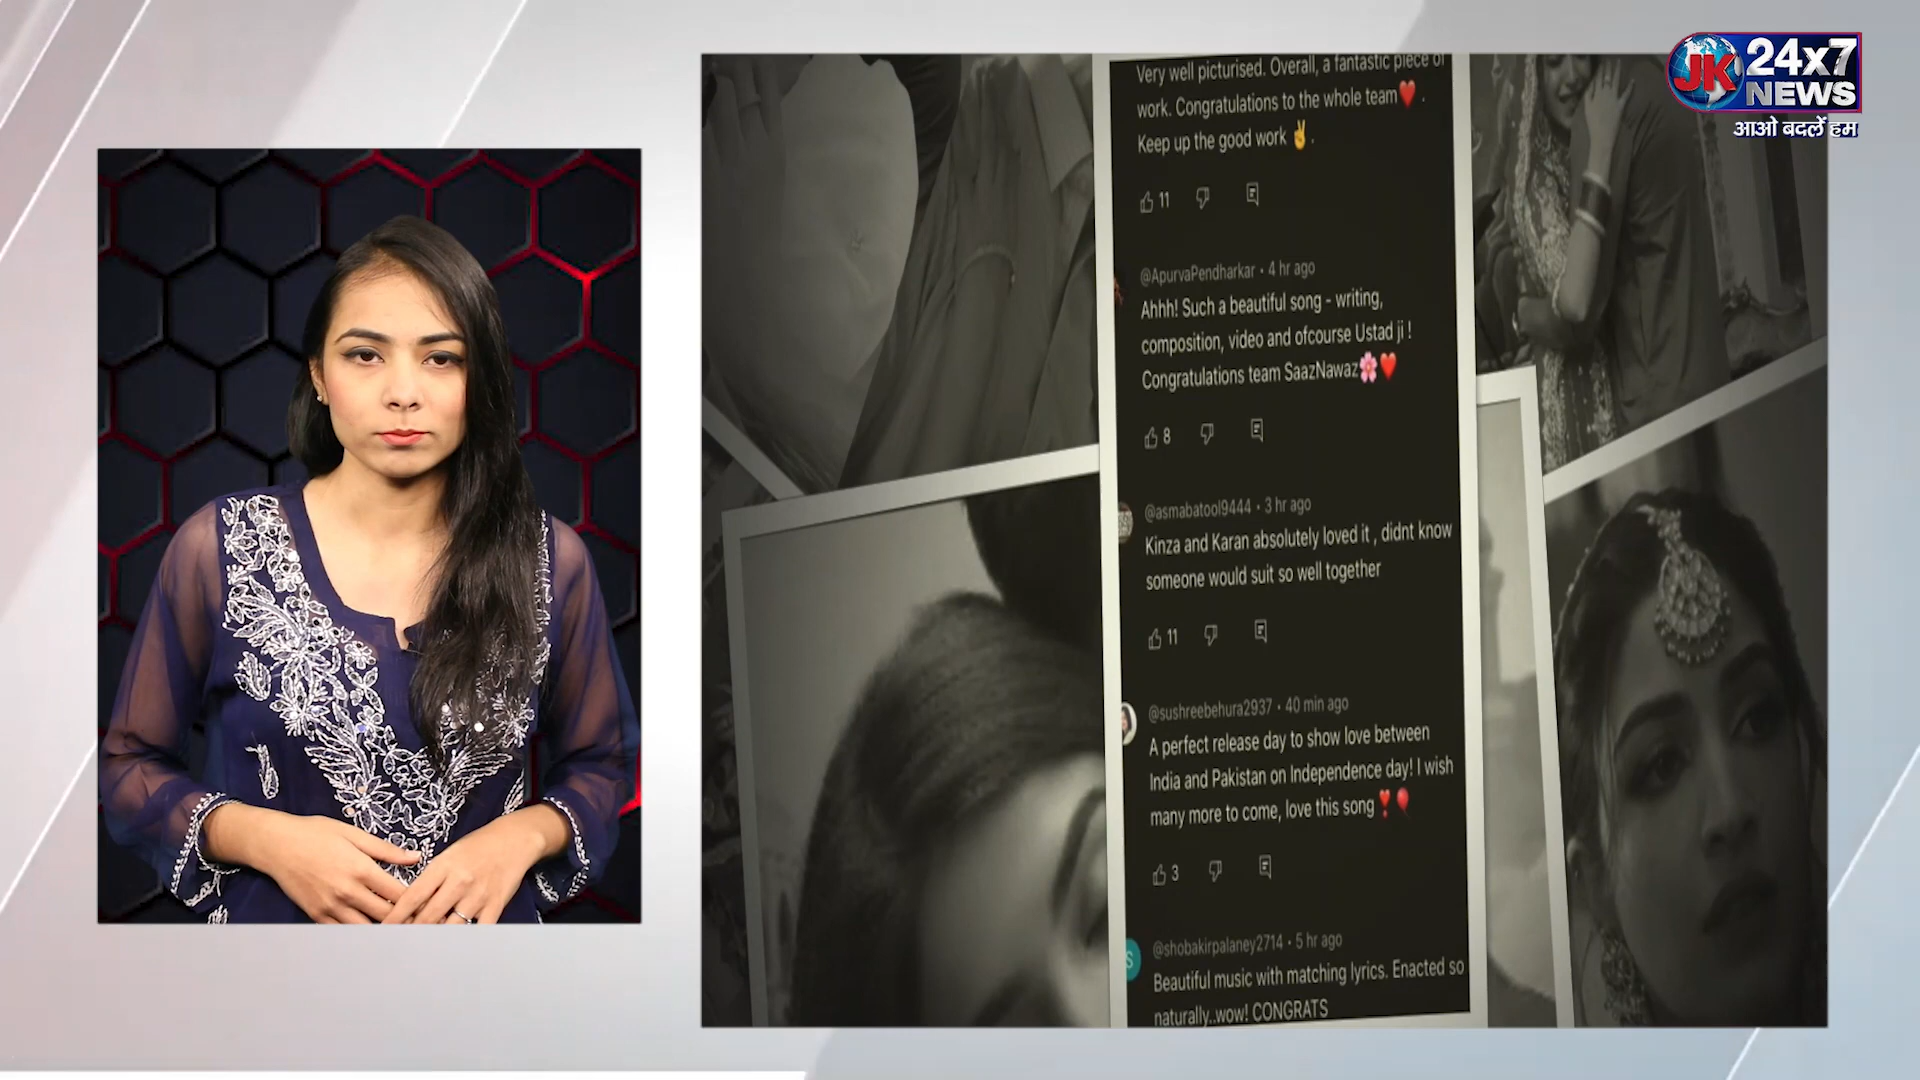 JK 24x7
NEWS
आओ बदलें हम
Very well picturised. Overall, a fantastic piece of
work. Congratulations to the whole team❤️ .
Keep up the good work ✌️ .
11
@ApurvaPendharkar • 4 hr ago
Ahhh! Such a beautiful song - writing,
composition, video and ofcourse Ustad ji !
Congratulations team SaazNawaz🌸❤️
8
@asmabatool9444 • 3 hr ago
Kinza and Karan absolutely loved it , didnt know
someone would suit so well together
11
@sushreebehura2937 • 40 min ago
A perfect release day to show love between
India and Pakistan on Independence day! I wish
many more to come, love this song ❣️🎈
3
S
@shobakirpalaney2714 • 5 hr ago
Beautiful music with matching lyrics. Enacted so
naturally..wow! CONGRATS